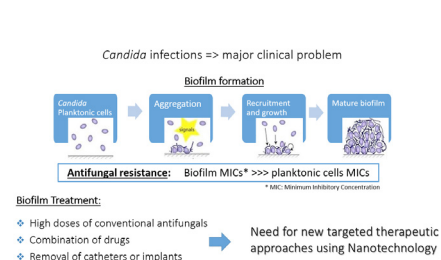 Candida infections => major clinical problem
Biofilm formation
Candida
Planktonic cells
Aggregation
signals
Recruitment
and growth
Mature biofilm
Antifungal resistance: Biofilm MICs* >>> planktonic cells MICs
* MIC: Minimum Inhibitory Concentration
Biofilm Treatment:
❖ High doses of conventional antifungals
❖ Combination of drugs
❖ Removal of catheters or implants
Need for new targeted therapeutic
approaches using Nanotechnology